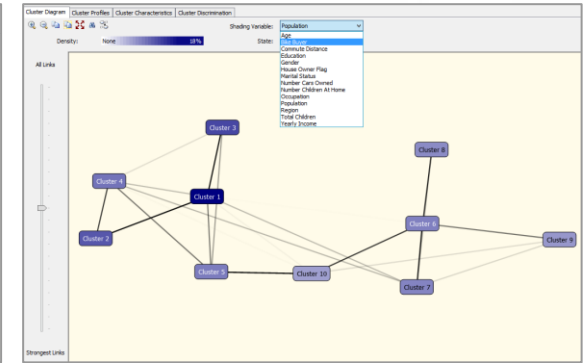 Cluster Diagram Cluster Profiles Cluster Characteristics Cluster Discrimination
Shading Variable: Population
Density: None 18% State:
Age
Bike Buyer
Commute Distance
Education
Gender
House Owner Flag
Marital Status
Number Cars Owned
Number Children At Home
Occupation
Population
Region
Total Children
Yearly Income
All Links
Cluster 3
Cluster 8
Cluster 4
Cluster 1
Cluster 6
Cluster 2
Cluster 9
Cluster 5
Cluster 10
Cluster 7
Strongest Links